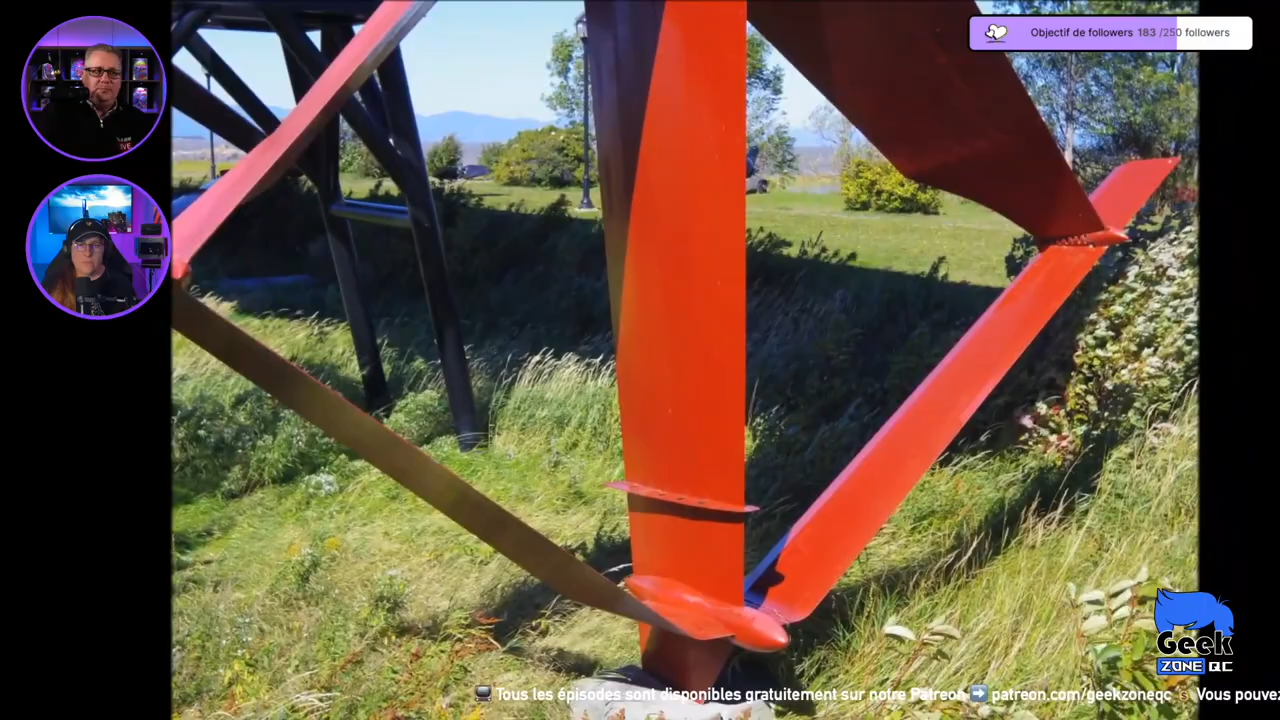 Objectif de followers 183 /250 followers
Geek
ZONE QC
Tous les épisodes sont disponibles gratuitement sur notre Patreon ➡ patreon.com/geekzoneqc
Vous pouvez